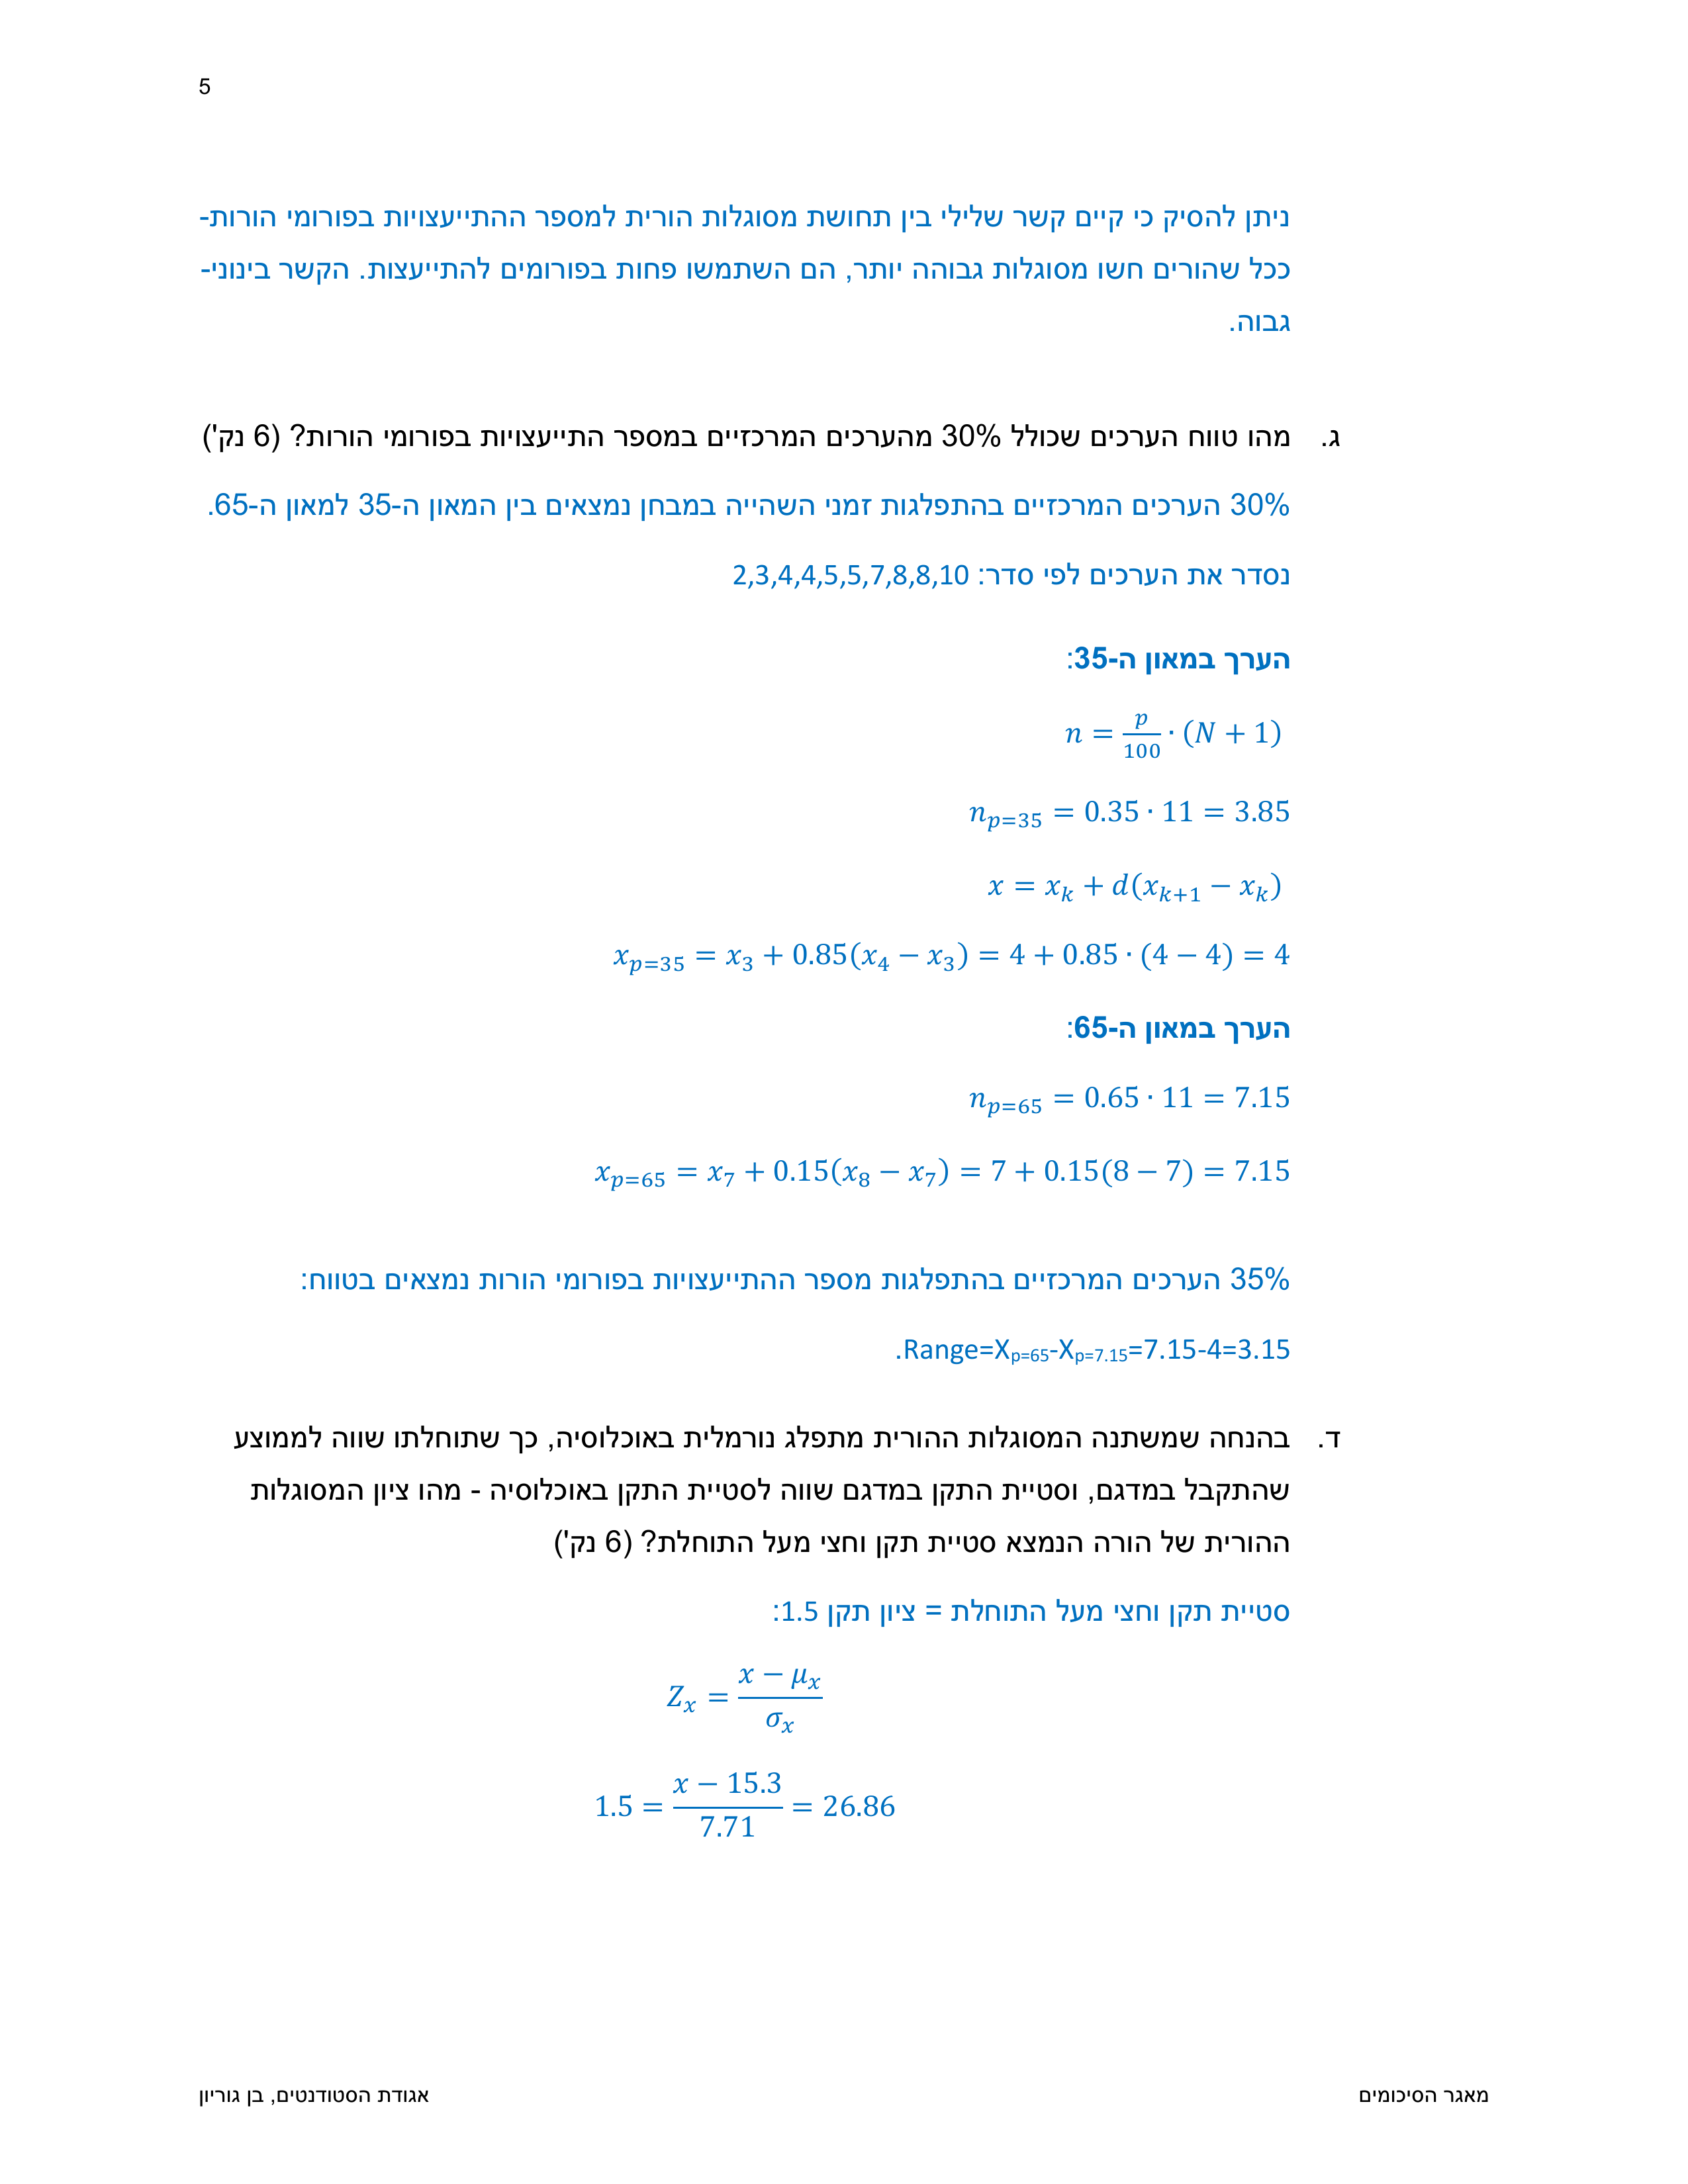 5
ניתן להסיק כי קיים קשר שלילי בין תחושת מסוגלות הורית למספר ההתייעצויות בפורומי הורות-
ככל שהורים חשו מסוגלות גבוהה יותר, הם השתמשו פחות בפורומים להתייעצות. הקשר בינוני-
גבוה.
ג. מהו טווח הערכים שכולל 30% מהערכים המרכזיים במספר התייעצויות בפורומי הורות? (6 נק')
30% הערכים המרכזיים בהתפלגות זמני השהייה במבחן נמצאים בין המאון ה-35 למאון ה-65.
נסדר את הערכים לפי סדר: 2,3,4,4,5,5,7,8,8,10
הערך במאון ה-35:
n = p/100 · (N + 1)
n_{p=35} = 0.35 · 11 = 3.85
x = x_k + d(x_{k+1} − x_k)
x_{p=35} = x_3 + 0.85(x_4 − x_3) = 4 + 0.85 · (4 − 4) = 4
הערך במאון ה-65:
n_{p=65} = 0.65 · 11 = 7.15
x_{p=65} = x_7 + 0.15(x_8 − x_7) = 7 + 0.15(8 − 7) = 7.15
35% הערכים המרכזיים בהתפלגות מספר ההתייעצויות בפורומי הורות נמצאים בטווח:
Range=X_{p=65}-X_{p=7.15}=7.15-4=3.15.
ד. בהנחה שמשתנה המסוגלות ההורית מתפלג נורמלית באוכלוסיה, כך שתוחלתו שווה לממוצע
שהתקבל במדגם, וסטיית התקן במדגם שווה לסטיית התקן באוכלוסיה - מהו ציון המסוגלות
ההורית של הורה הנמצא סטיית תקן וחצי מעל התוחלת? (6 נק')
סטיית תקן וחצי מעל התוחלת = ציון תקן 1.5:
Z_x = (x − μ_x)/σ_x
1.5 = (x − 15.3)/7.71 = 26.86
מאגר הסיכומים אגודת הסטודנטים, בן גוריון